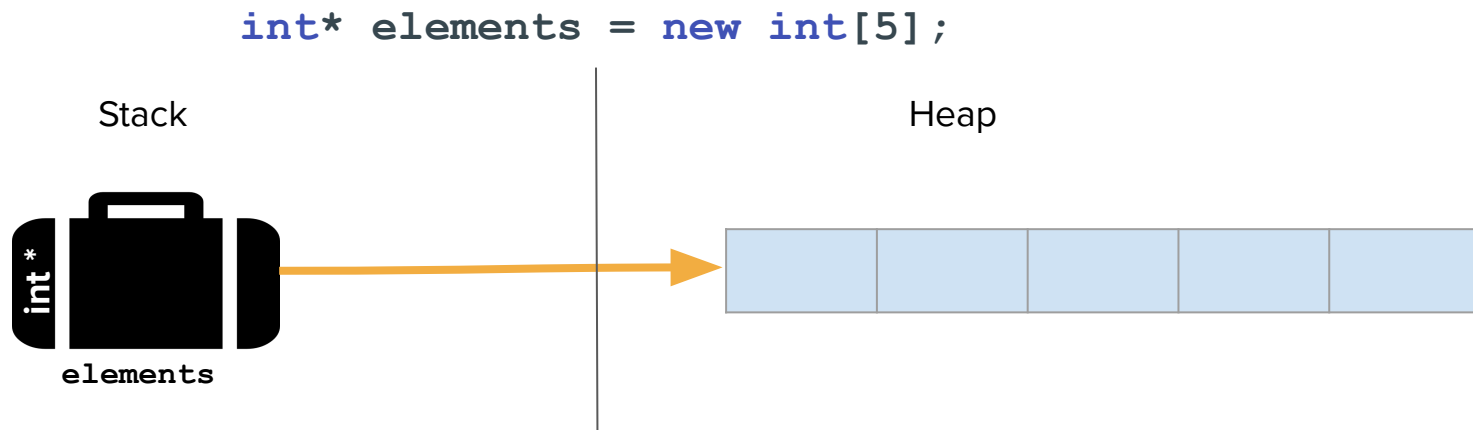 int* elements = new int[5];
Stack
Heap
int *
elements